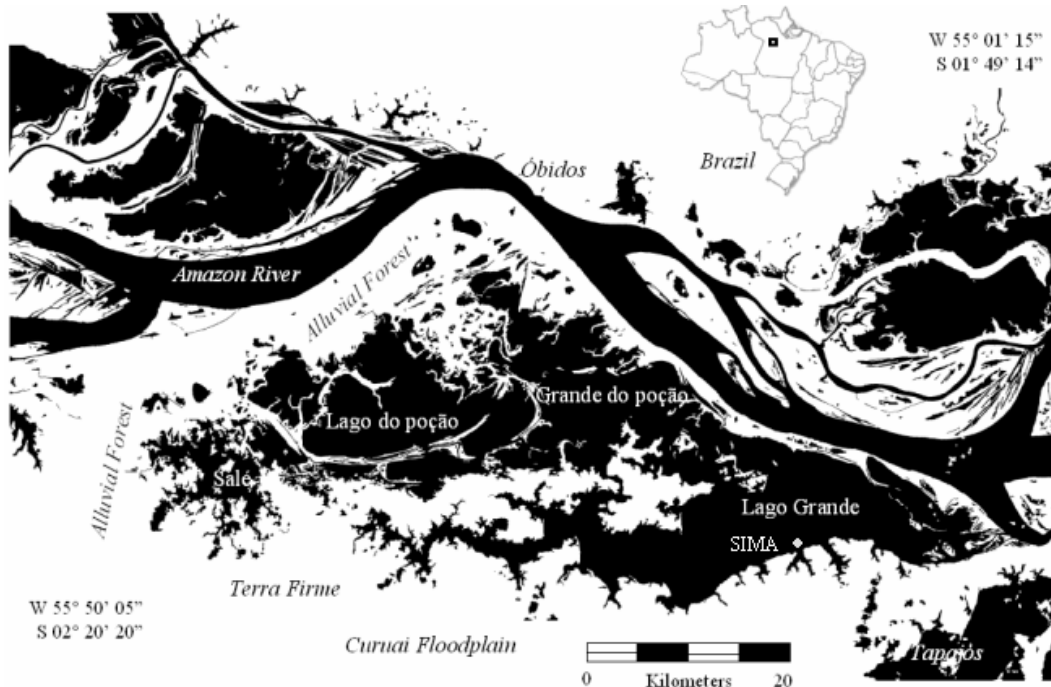 W 55° 01' 15”
S 01° 49' 14”
Brazil
Óbidos
Amazon River
Alluvial Forest
Grande do poção
Lago do poção
Alluvial Forest
Salé
Lago Grande
SIMA
Terra Firme
W 55° 50' 05”
S 02° 20' 20”
Curuai Floodplain
Tapajós
0 Kilometers 20